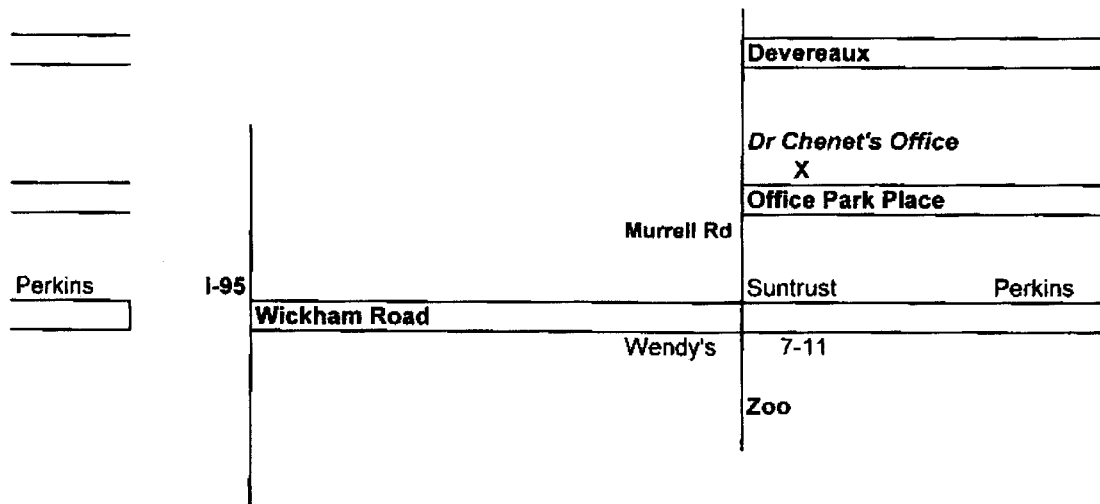 Devereaux
Dr Chenet's Office
X
Office Park Place
Murrell Rd
Perkins
I-95
Suntrust
Perkins
Wickham Road
Wendy's
7-11
Zoo